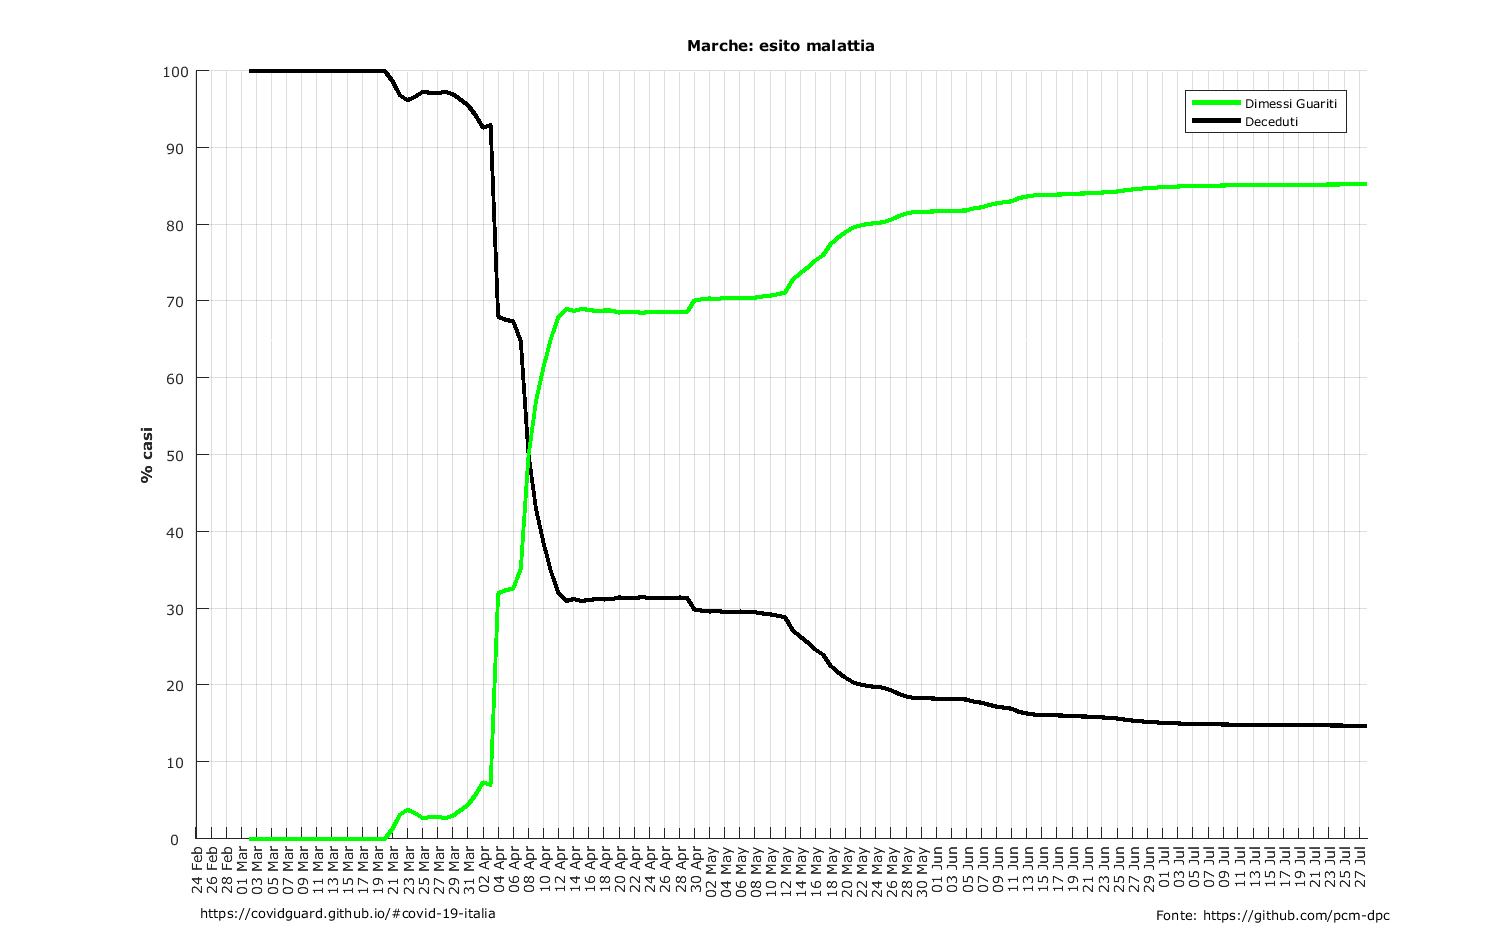 Marche: esito malattia
100
90
80
70
60
50
40
30
20
10
0
% casi
Dimessi Guariti
Deceduti
24 Feb
26 Feb
28 Feb
01 Mar
03 Mar
05 Mar
07 Mar
09 Mar
11 Mar
13 Mar
15 Mar
17 Mar
19 Mar
21 Mar
23 Mar
25 Mar
27 Mar
29 Mar
31 Mar
02 Apr
04 Apr
06 Apr
08 Apr
10 Apr
12 Apr
14 Apr
16 Apr
18 Apr
20 Apr
22 Apr
24 Apr
26 Apr
28 Apr
30 Apr
02 May
04 May
06 May
08 May
10 May
12 May
14 May
16 May
18 May
20 May
22 May
24 May
26 May
28 May
30 May
01 Jun
03 Jun
05 Jun
07 Jun
09 Jun
11 Jun
13 Jun
15 Jun
17 Jun
19 Jun
21 Jun
23 Jun
25 Jun
27 Jun
29 Jun
01 Jul
03 Jul
05 Jul
07 Jul
09 Jul
11 Jul
13 Jul
15 Jul
17 Jul
19 Jul
21 Jul
23 Jul
25 Jul
27 Jul
https://covidguard.github.io/#covid-19-italia
Fonte: https://github.com/pcm-dpc